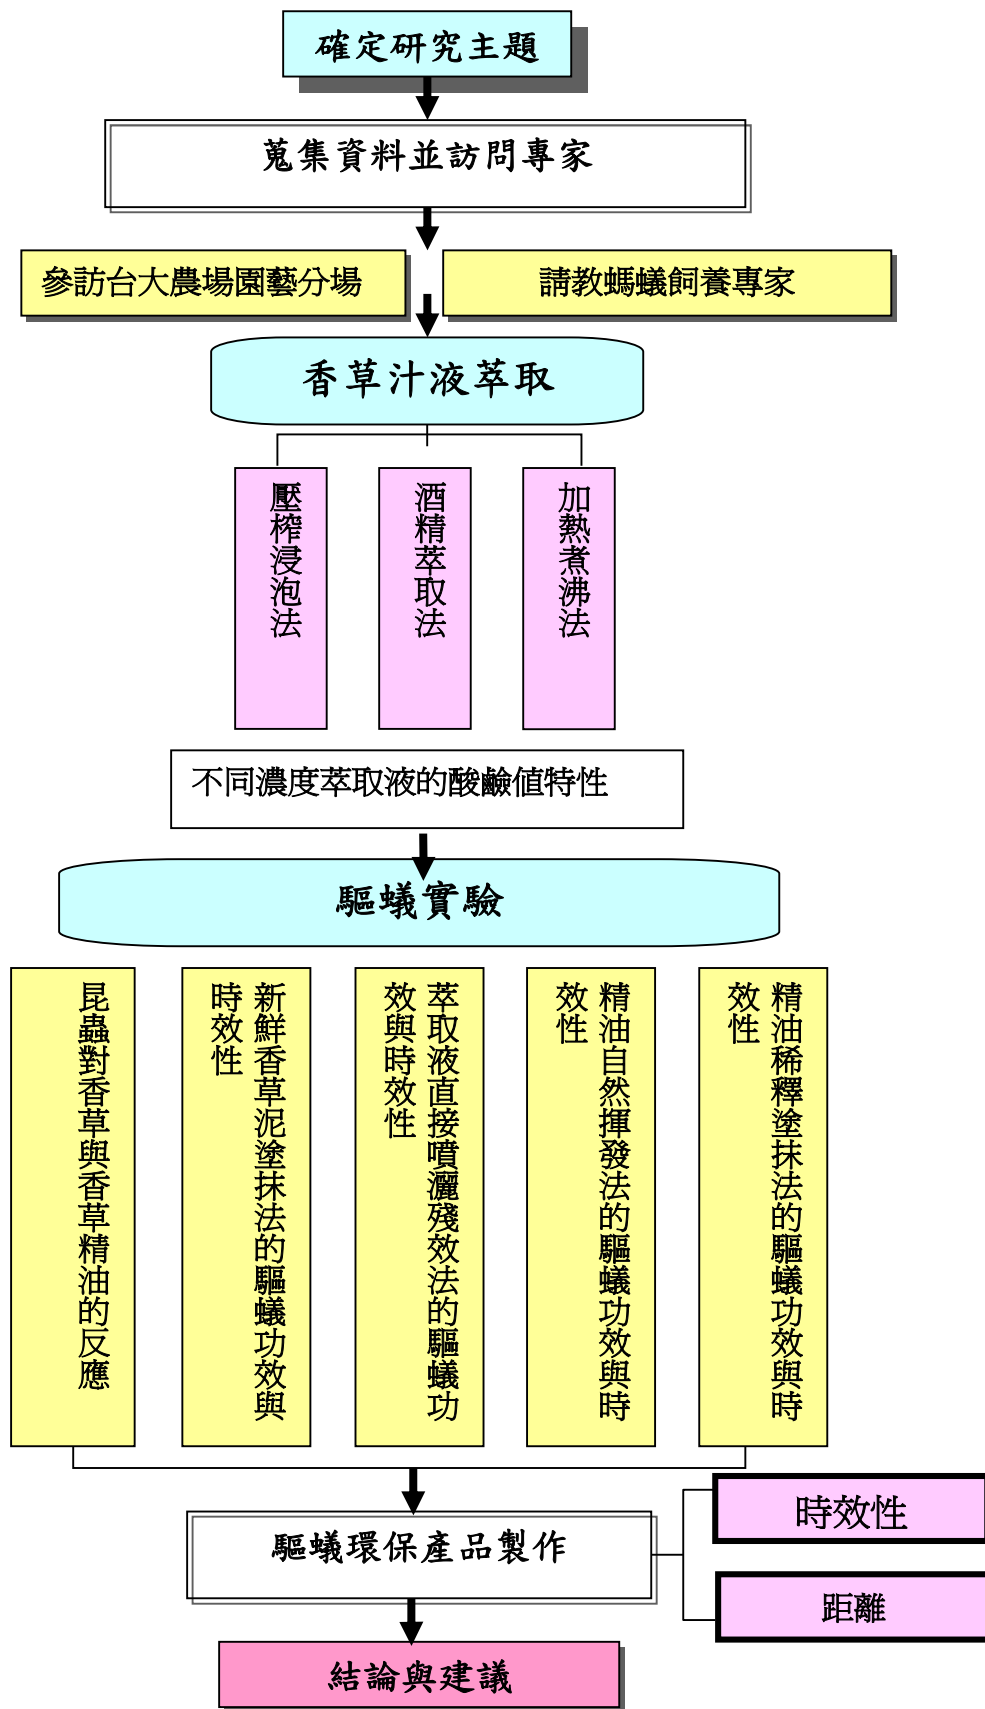 確定研究主題
蒐集資料並訪問專家
參訪台大農場園藝分場
請教螞蟻飼養專家
香草汁液萃取
壓榨浸泡法
酒精萃取法
加熱煮沸法
不同濃度萃取液的酸鹼值特性
驅蟻實驗
昆蟲對香草與香草精油的反應
新鮮香草泥塗抹法的驅蟻功效與
時效性
萃取液直接噴灑殘效法的驅蟻功
效與時效性
精油自然揮發法的驅蟻功效與時
效性
精油稀釋塗抹法的驅蟻功效與時
效性
驅蟻環保產品製作
時效性
距離
結論與建議